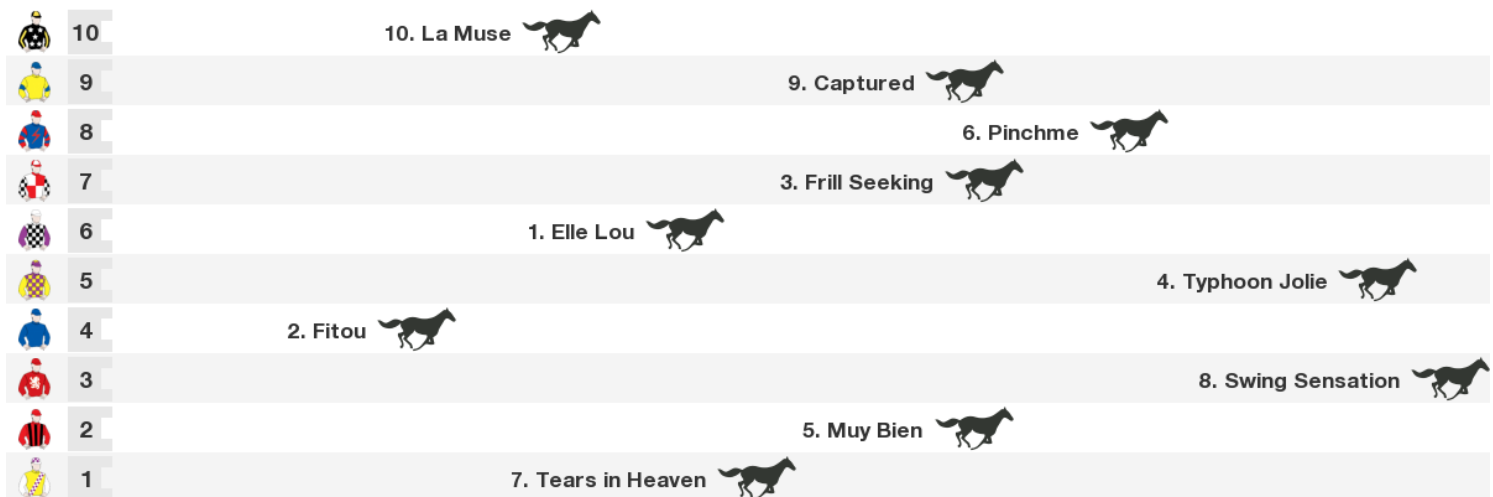 10 10. La Muse
9 9. Captured
8 6. Pinchme
7 3. Frill Seeking
6 1. Elle Lou
5 4. Typhoon Jolie
4 2. Fitou
3 8. Swing Sensation
2 5. Muy Bien
1 7. Tears in Heaven